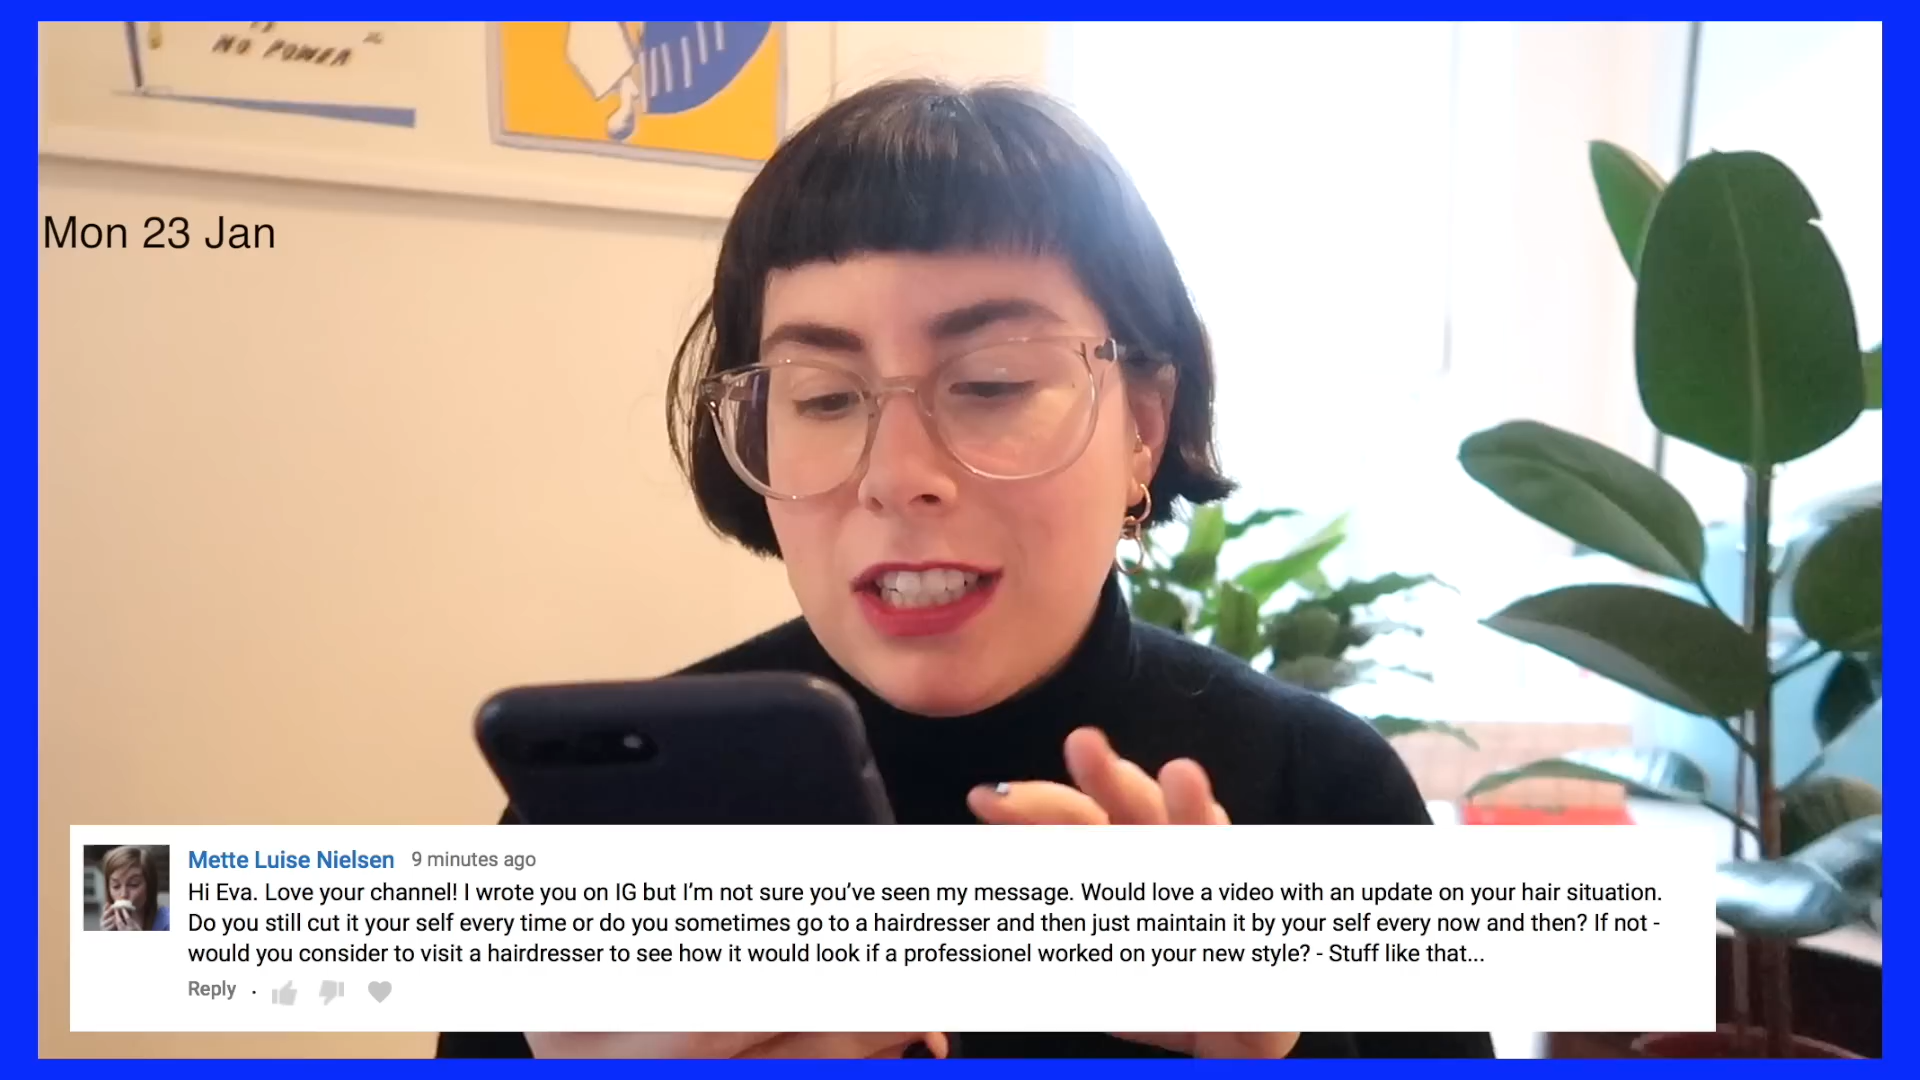 NO POWER"
Mon 23 Jan
Mette Luise Nielsen 9 minutes ago
Hi Eva. Love your channel! I wrote you on IG but I'm not sure you've seen my message. Would love a video with an update on your hair situation.
Do you still cut it your self every time or do you sometimes go to a hairdresser and then just maintain it by your self every now and then? If not -
would you consider to visit a hairdresser to see how it would look if a professionel worked on your new style? - Stuff like that...
Reply ·